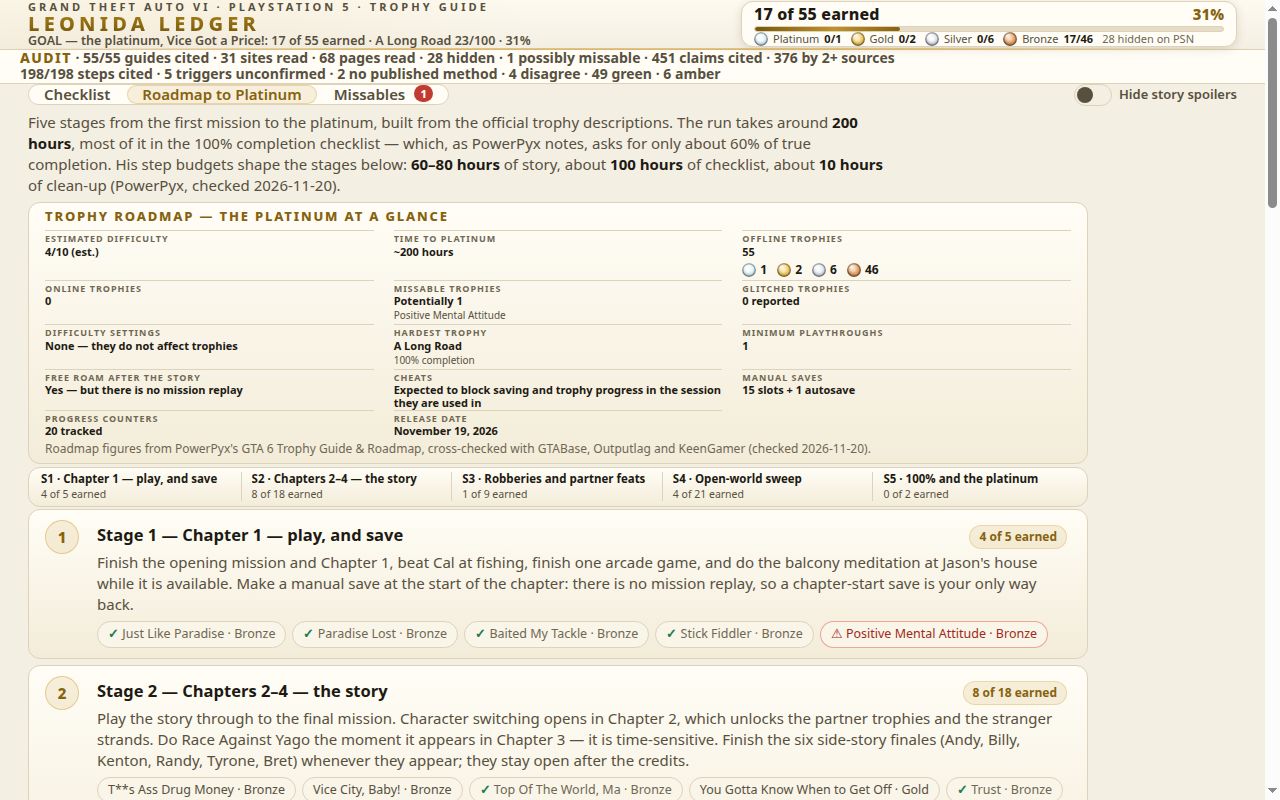 GRAND THEFT AUTO VI · PLAYSTATION 5 · TROPHY GUIDE
LEONIDA LEDGER
GOAL — the platinum, Vice Got a Price!: 17 of 55 earned · A Long Road 23/100 · 31%
17 of 55 earned 31%
Platinum 0/1 Gold 0/2 Silver 0/6 Bronze 17/46 28 hidden on PSN
AUDIT · 55/55 guides cited · 31 sites read · 68 pages read · 28 hidden · 1 possibly missable · 451 claims cited · 376 by 2+ sources
198/198 steps cited · 5 triggers unconfirmed · 2 no published method · 4 disagree · 49 green · 6 amber
Checklist Roadmap to Platinum Missables 1
Hide story spoilers
Five stages from the first mission to the platinum, built from the official trophy descriptions. The run takes around 200
hours, most of it in the 100% completion checklist — which, as PowerPyx notes, asks for only about 60% of true
completion. His step budgets shape the stages below: 60–80 hours of story, about 100 hours of checklist, about 10 hours
of clean-up (PowerPyx, checked 2026-11-20).
TROPHY ROADMAP — THE PLATINUM AT A GLANCE
ESTIMATED DIFFICULTY
4/10 (est.)
TIME TO PLATINUM
~200 hours
OFFLINE TROPHIES
55
1 2 6 46
ONLINE TROPHIES
0
MISSABLE TROPHIES
Potentially 1
Positive Mental Attitude
GLITCHED TROPHIES
0 reported
DIFFICULTY SETTINGS
None — they do not affect trophies
HARDEST TROPHY
A Long Road
100% completion
MINIMUM PLAYTHROUGHS
1
FREE ROAM AFTER THE STORY
Yes — but there is no mission replay
CHEATS
Expected to block saving and trophy progress in the session
they are used in
MANUAL SAVES
15 slots + 1 autosave
PROGRESS COUNTERS
20 tracked
RELEASE DATE
November 19, 2026
Roadmap figures from PowerPyx's GTA 6 Trophy Guide & Roadmap, cross-checked with GTABase, Outputlag and KeenGamer (checked 2026-11-20).
S1 · Chapter 1 — play, and save
4 of 5 earned
S2 · Chapters 2–4 — the story
8 of 18 earned
S3 · Robberies and partner feats
1 of 9 earned
S4 · Open-world sweep
4 of 21 earned
S5 · 100% and the platinum
0 of 2 earned
1
Stage 1 — Chapter 1 — play, and save
4 of 5 earned
Finish the opening mission and Chapter 1, beat Cal at fishing, finish one arcade game, and do the balcony meditation at Jason's house
while it is available. Make a manual save at the start of the chapter: there is no mission replay, so a chapter-start save is your only way
back.
✓ Just Like Paradise · Bronze ✓ Paradise Lost · Bronze ✓ Baited My Tackle · Bronze ✓ Stick Fiddler · Bronze ⚠ Positive Mental Attitude · Bronze
2
Stage 2 — Chapters 2–4 — the story
8 of 18 earned
Play the story through to the final mission. Character switching opens in Chapter 2, which unlocks the partner trophies and the stranger
strands. Do Race Against Yago the moment it appears in Chapter 3 — it is time-sensitive. Finish the six side-story finales (Andy, Billy,
Kenton, Randy, Tyrone, Bret) whenever they appear; they stay open after the credits.
T**s Ass Drug Money · Bronze Vice City, Baby! · Bronze ✓ Top Of The World, Ma · Bronze You Gotta Know When to Get Off · Gold ✓ Trust · Bronze